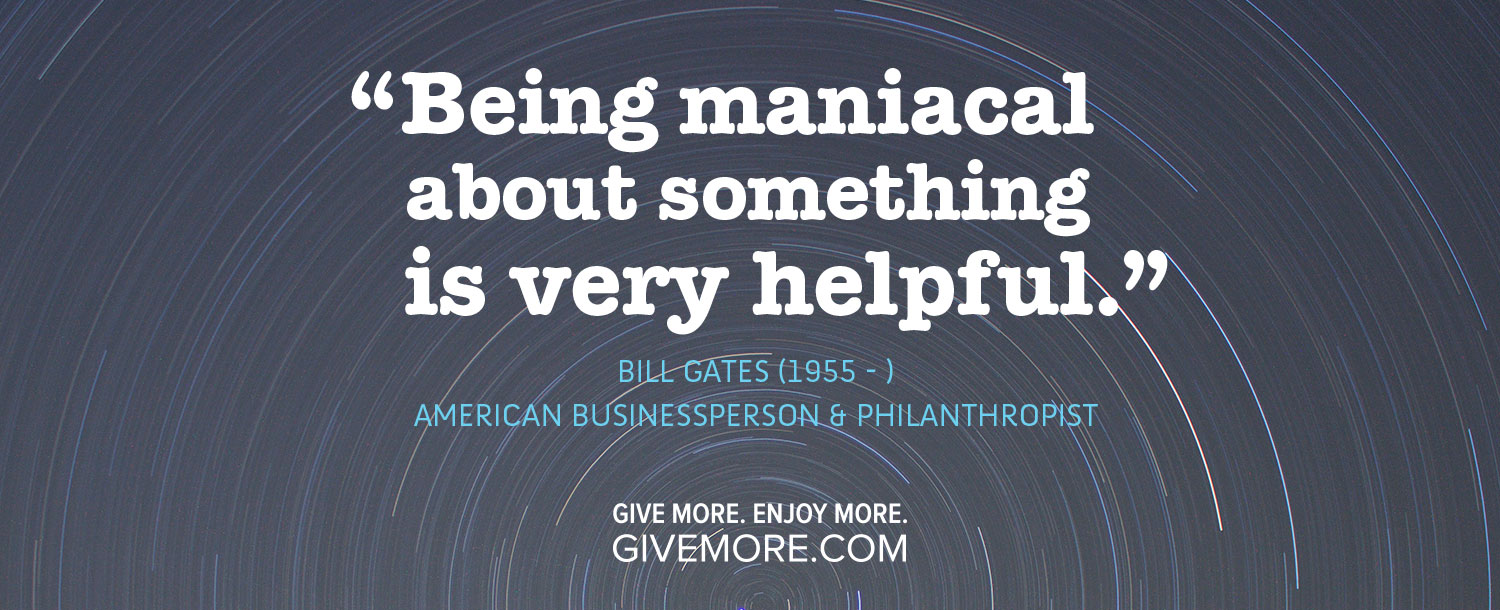 “Being maniacal
about something
is very helpful.”
BILL GATES (1955 - )
AMERICAN BUSINESSPERSON & PHILANTHROPIST
GIVE MORE. ENJOY MORE.
GIVEMORE.COM